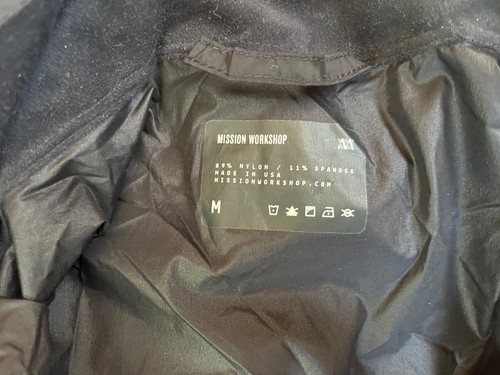 MISSION WORKSHOP
89% NYLON / 11% SPANDEX
MADE IN USA
MISSIONWORKSHOP.COM
M